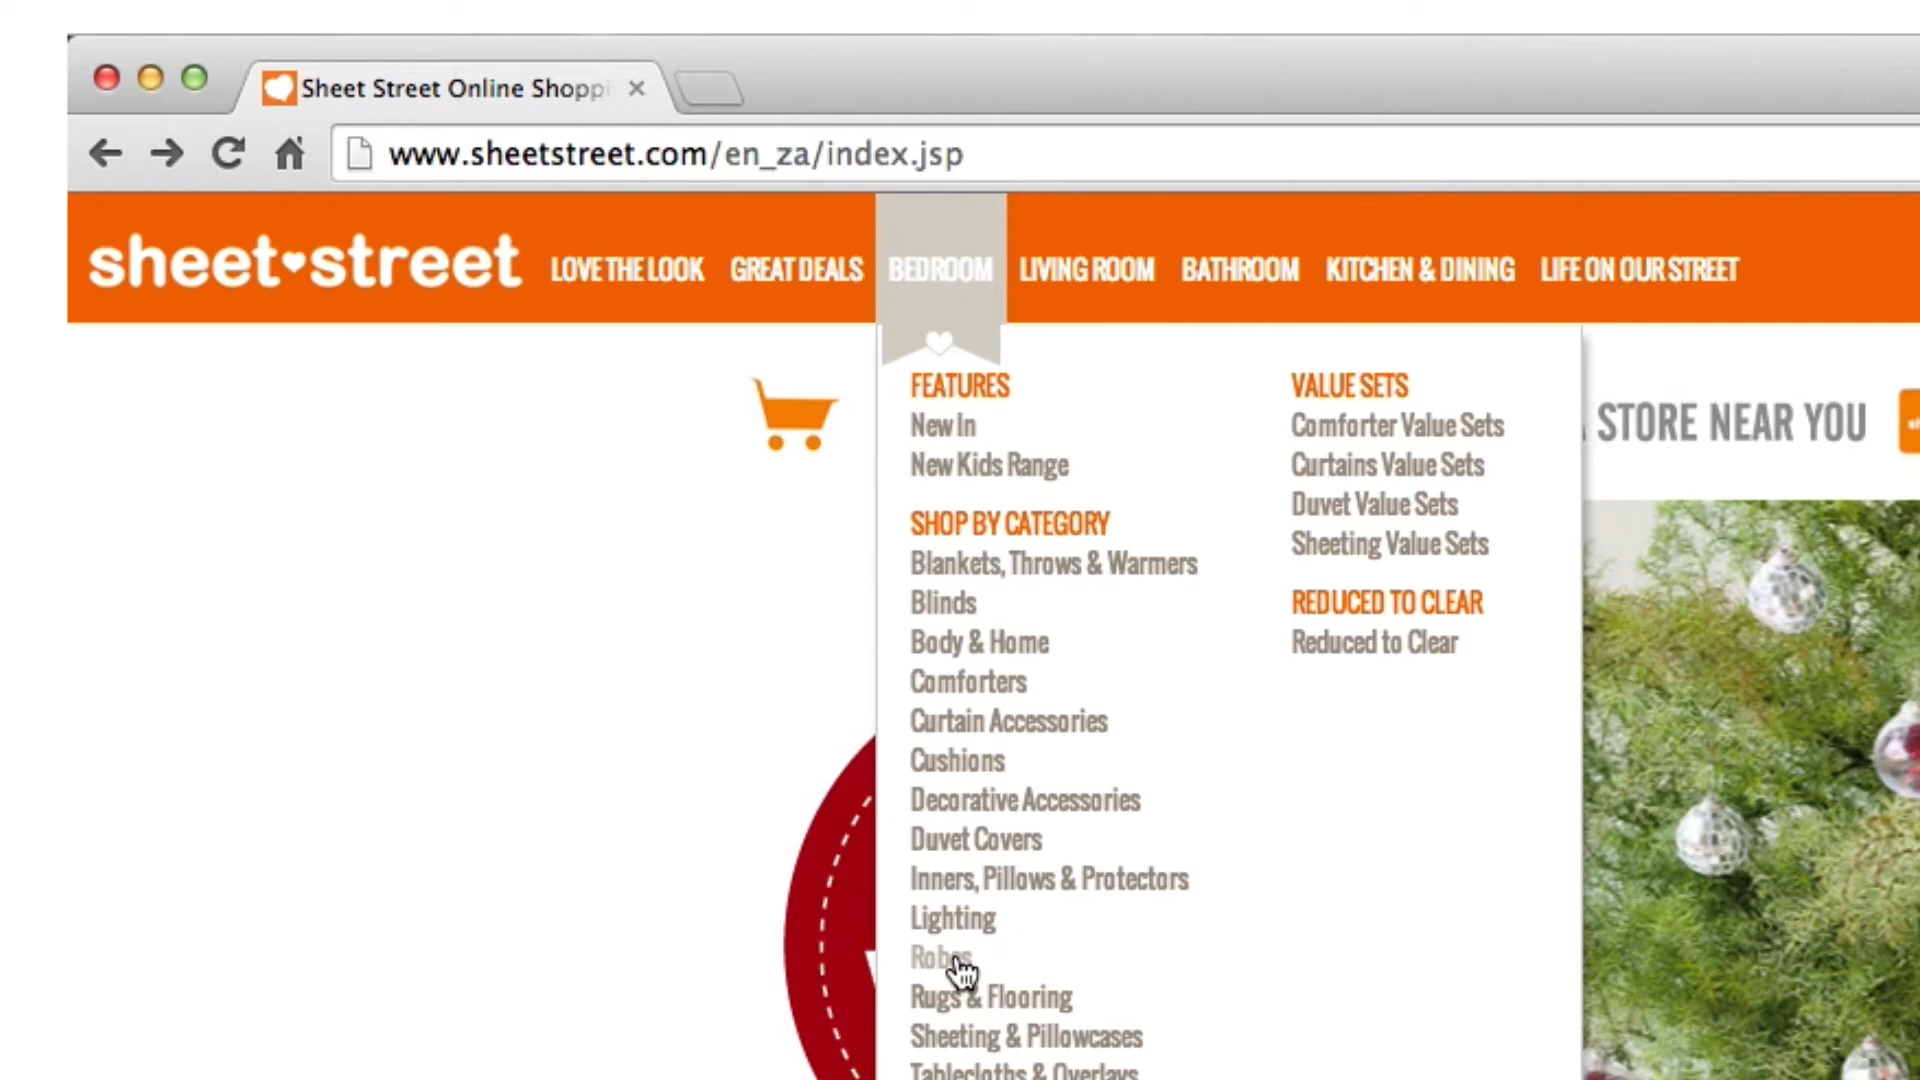 Sheet Street Online Shoppi
www.sheetstreet.com/en_za/index.jsp
sheet street
LOVE THE LOOK
GREAT DEALS
BEDROOM
LIVING ROOM
BATHROOM
KITCHEN & DINING
LIFE ON OUR STREET
STORE NEAR YOU
FEATURES
New In
New Kids Range
SHOP BY CATEGORY
Blankets, Throws & Warmers
Blinds
Body & Home
Comforters
Curtain Accessories
Cushions
Decorative Accessories
Duvet Covers
Inners, Pillows & Protectors
Lighting
Robes
Rugs & Flooring
Sheeting & Pillowcases
Tablecloths & Overlays
VALUE SETS
Comforter Value Sets
Curtains Value Sets
Duvet Value Sets
Sheeting Value Sets
REDUCED TO CLEAR
Reduced to Clear